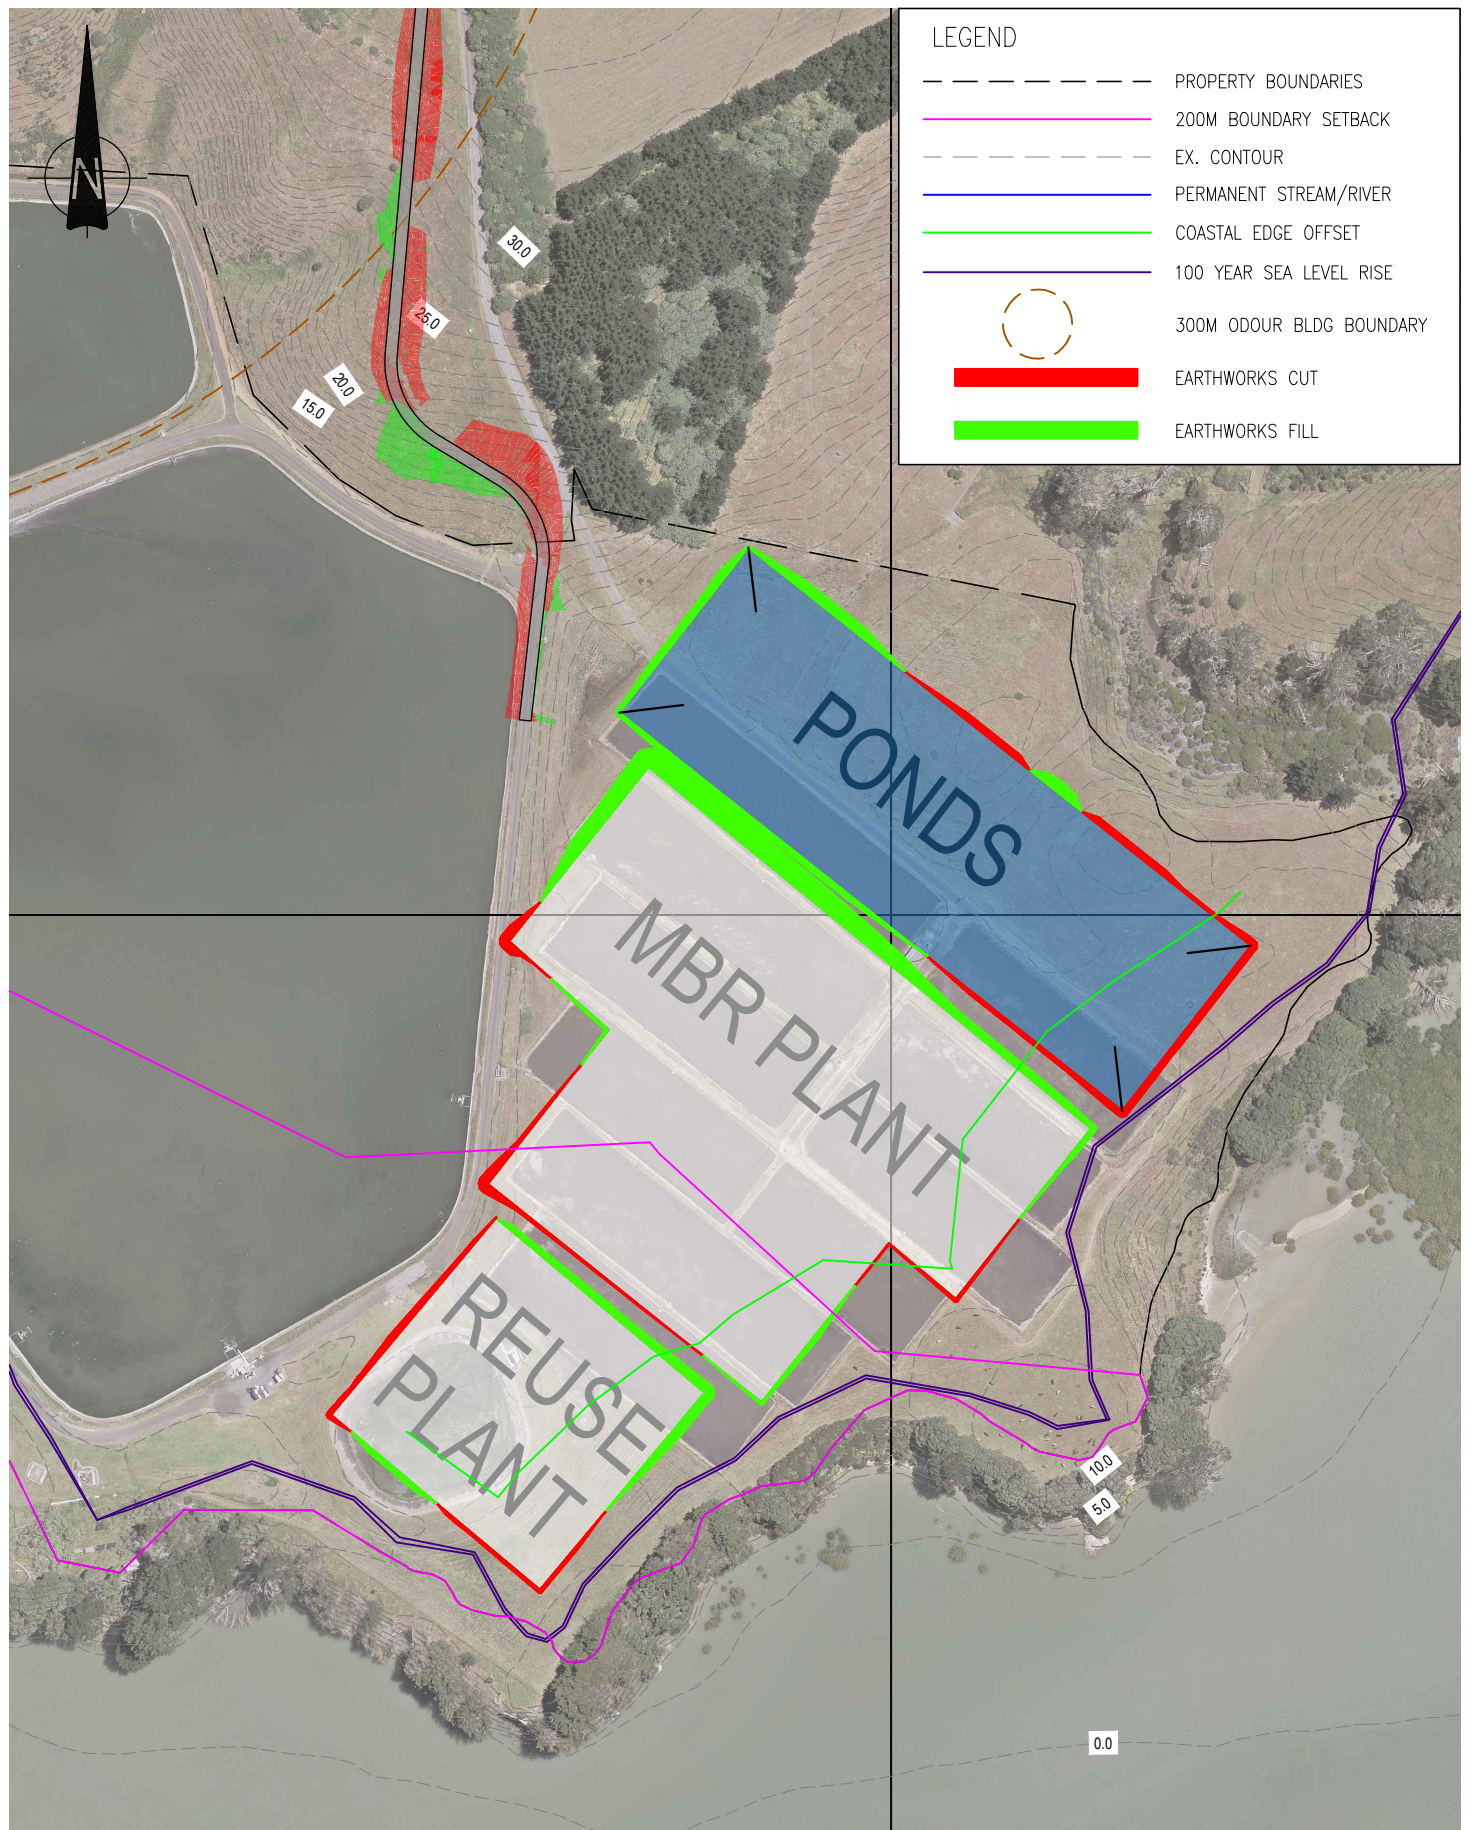 LEGEND
PROPERTY BOUNDARIES
200M BOUNDARY SETBACK
EX. CONTOUR
PERMANENT STREAM/RIVER
COASTAL EDGE OFFSET
100 YEAR SEA LEVEL RISE
300M ODOUR BLDG BOUNDARY
EARTHWORKS CUT
EARTHWORKS FILL
N
30.0
25.0
20.0
15.0
PONDS
MBR PLANT
REUSE
PLANT
10.0
5.0
0.0